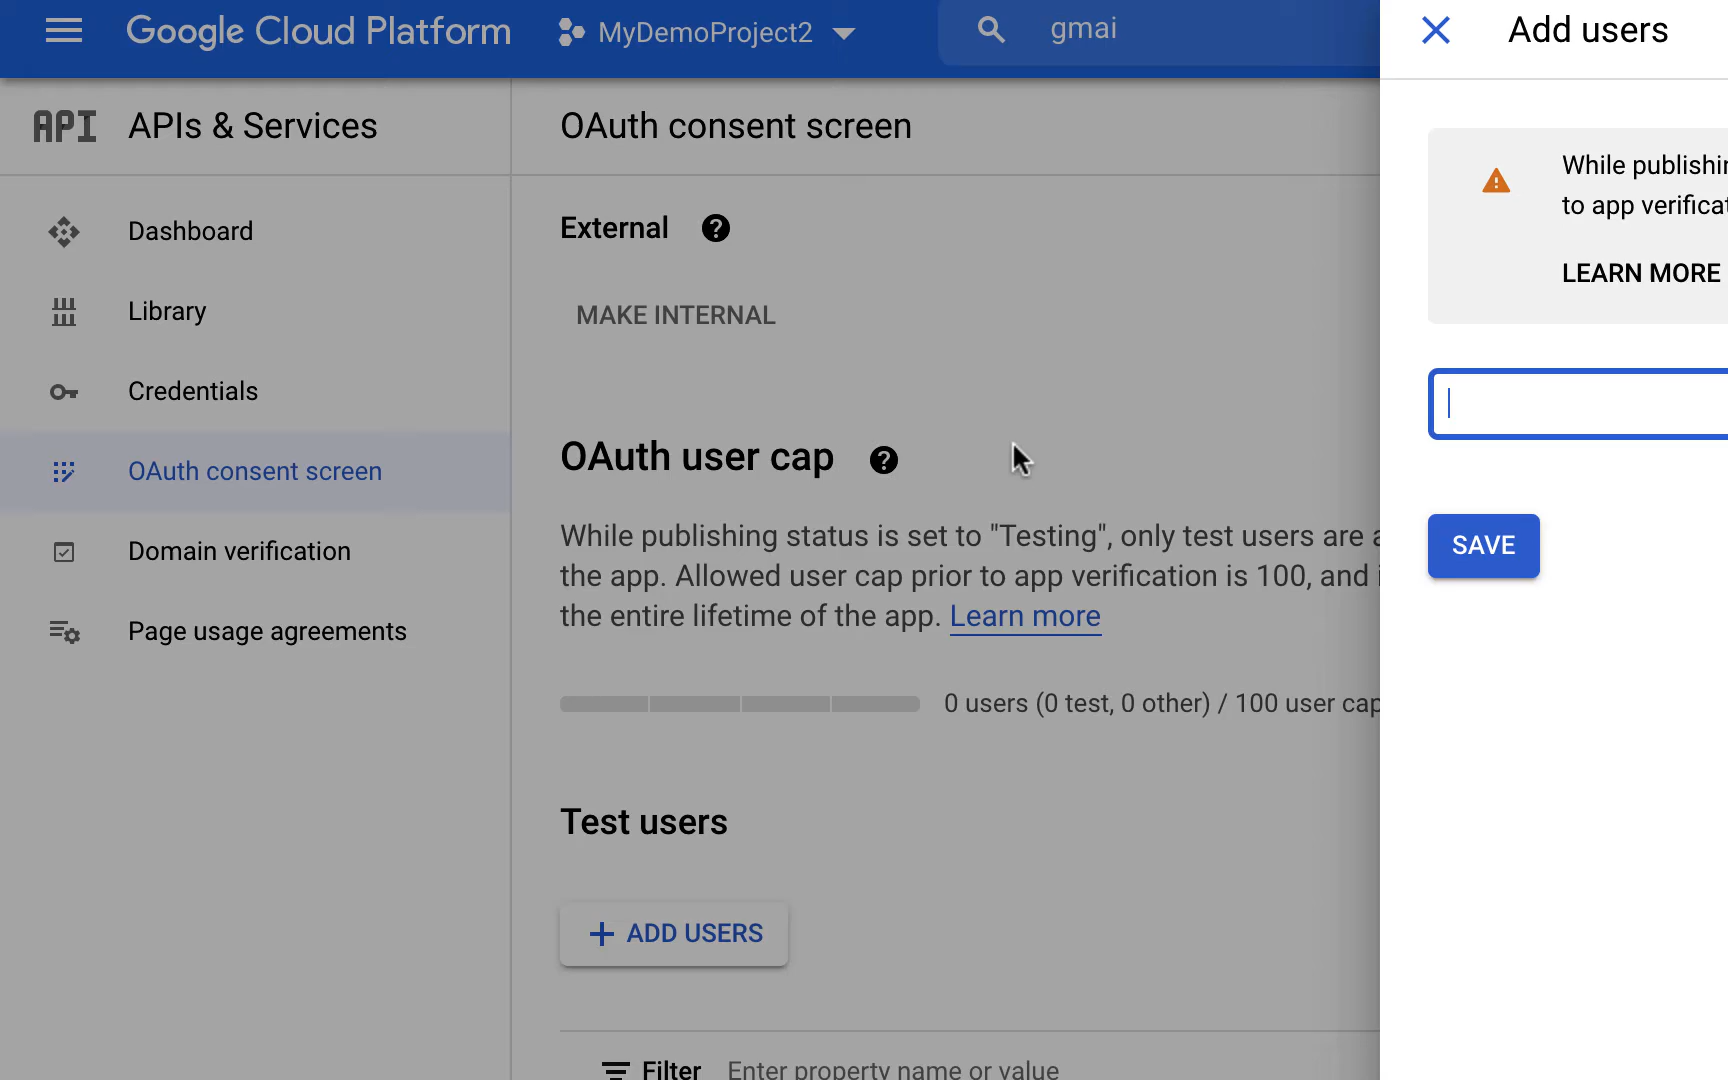 Google Cloud Platform
MyDemoProject2
gmai
Add users
API
APIs & Services
OAuth consent screen
Dashboard
Library
Credentials
OAuth consent screen
Domain verification
Page usage agreements
External
MAKE INTERNAL
OAuth user cap
While publishing status is set to "Testing", only test users are
the app. Allowed user cap prior to app verification is 100, and
the entire lifetime of the app. Learn more
0 users (0 test, 0 other) / 100 user cap
Test users
ADD USERS
Filter Enter property name or value
While
to app
LEARN MORE
SAVE